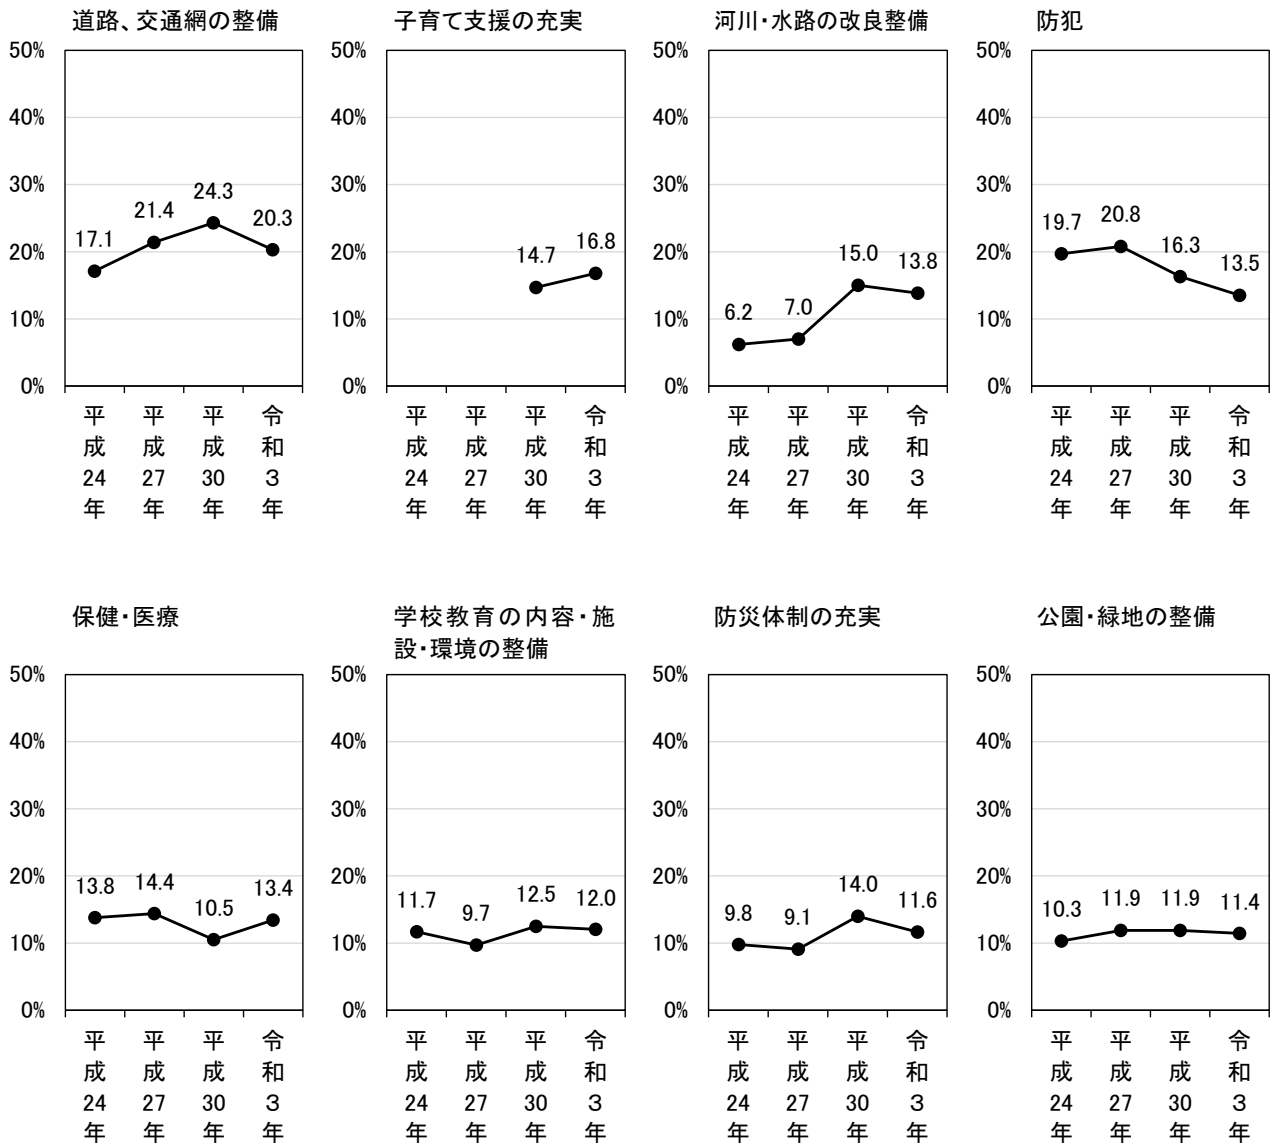 道路、交通網の整備
50%
40%
30%
20%
10%
0%
17.1
21.4
24.3
20.3
平成24年
平成27年
平成30年
令和3年
子育て支援の充実
50%
40%
30%
20%
10%
0%
14.7
16.8
平成24年
平成27年
平成30年
令和3年
河川・水路の改良整備
50%
40%
30%
20%
10%
0%
6.2
7.0
15.0
13.8
平成24年
平成27年
平成30年
令和3年
防犯
50%
40%
30%
20%
10%
0%
19.7
20.8
16.3
13.5
平成24年
平成27年
平成30年
令和3年
保健・医療
50%
40%
30%
20%
10%
0%
13.8
14.4
10.5
13.4
平成24年
平成27年
平成30年
令和3年
学校教育の内容・施
設・環境の整備
50%
40%
30%
20%
10%
0%
11.7
9.7
12.5
12.0
平成24年
平成27年
平成30年
令和3年
防災体制の充実
50%
40%
30%
20%
10%
0%
9.8
9.1
14.0
11.6
平成24年
平成27年
平成30年
令和3年
公園・緑地の整備
50%
40%
30%
20%
10%
0%
10.3
11.9
11.9
11.4
平成24年
平成27年
平成30年
令和3年